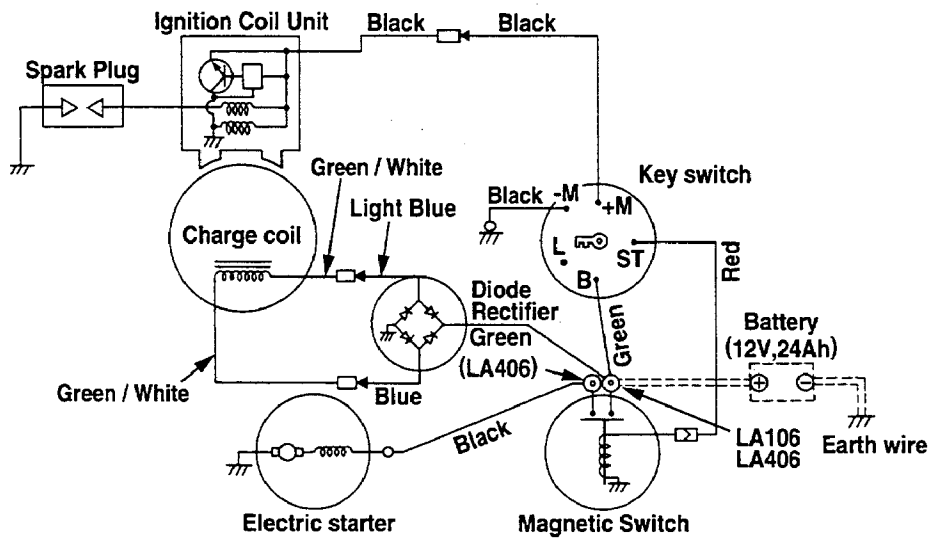 Ignition Coil Unit
Black
Black
Spark Plug
Green / White
Key switch
Black
-M
+M
Light Blue
Charge coil
L
ST
Red
B
Diode
Rectifier
Green
Green
Battery
(12V,24Ah)
(LA406)
+
−
Green / White
Blue
Black
LA106
LA406
Earth wire
Electric starter
Magnetic Switch